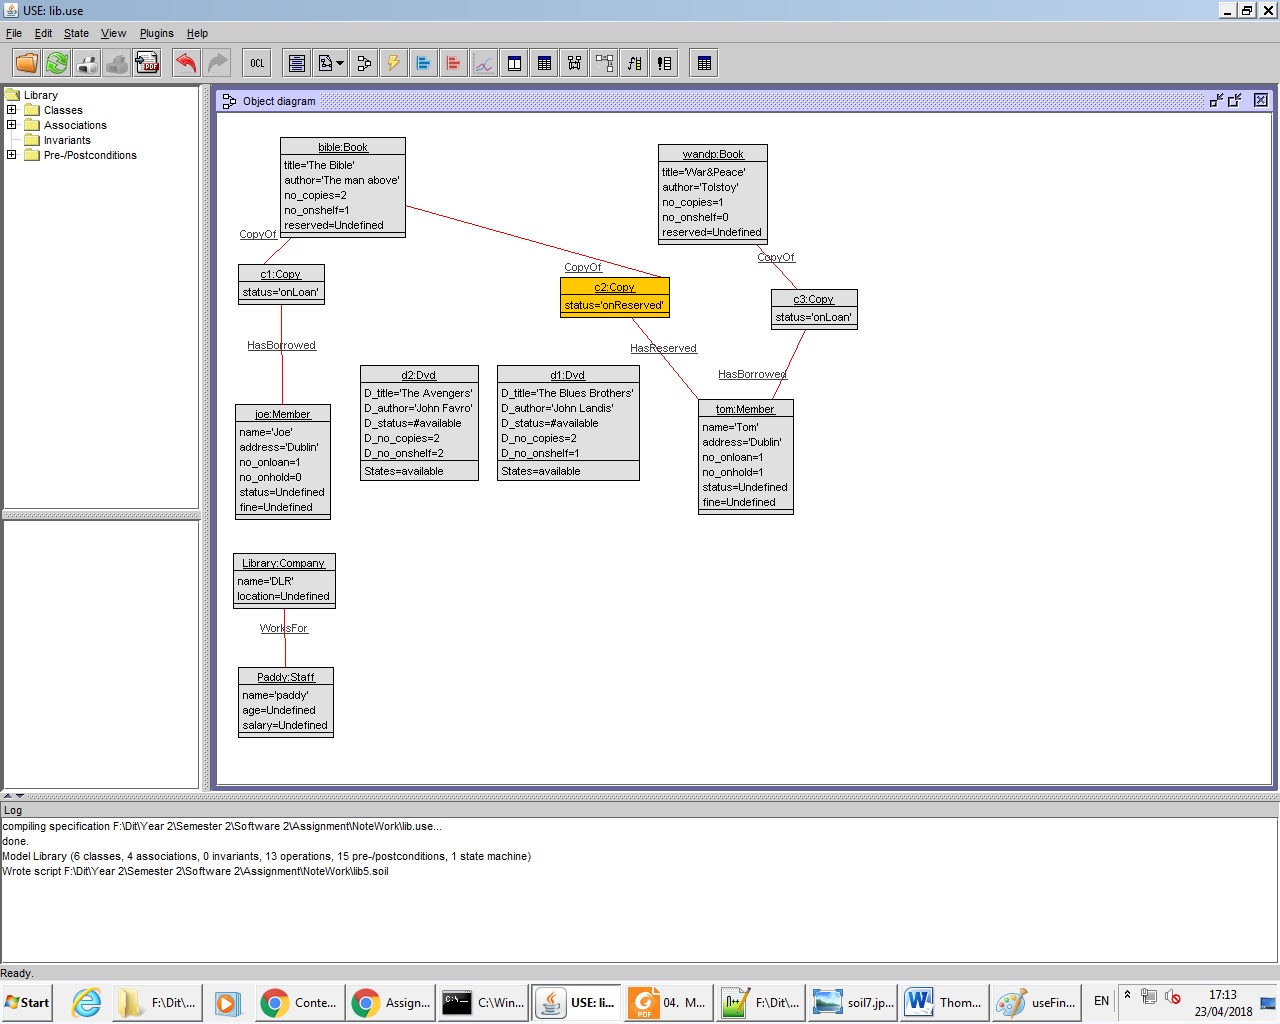 USE: lib.use
File Edit State View Plugins Help
OCL
PDF
Library
Classes
Associations
Invariants
Pre-/Postconditions
Object diagram
bible:Book
title='The Bible'
author='The man above'
no_copies=2
no_onshelf=1
reserved=Undefined
wandp:Book
title='War&Peace'
author='Tolstoy'
no_copies=1
no_onshelf=0
reserved=Undefined
CopyOf
CopyOf
CopyOf
c1:Copy
status='onLoan'
c2:Copy
status='onReserved'
c3:Copy
status='onLoan'
HasBorrowed
HasReserved
HasBorrowed
d2:Dvd
D_title='The Avengers'
D_author='John Favro'
D_status=#available
D_no_copies=2
D_no_onshelf=2
States=available
d1:Dvd
D_title='The Blues Brothers'
D_author='John Landis'
D_status=#available
D_no_copies=2
D_no_onshelf=1
States=available
joe:Member
name='Joe'
address='Dublin'
no_onloan=1
no_onhold=0
status=Undefined
fine=Undefined
tom:Member
name='Tom'
address='Dublin'
no_onloan=1
no_onhold=1
status=Undefined
fine=Undefined
Library:Company
name='DLR'
location=Undefined
WorksFor
Paddy:Staff
name='paddy'
age=Undefined
salary=Undefined
Log
compiling specification F:\Dit\Year 2\Semester 2\Software 2\Assignment\NoteWork\lib.use...
done.
Model Library (6 classes, 4 associations, 0 invariants, 13 operations, 15 pre-/postconditions, 1 state machine)
Wrote script F:\Dit\Year 2\Semester 2\Software 2\Assignment\NoteWork\lib5.soil
Ready.
Start F:\Dit\... Conte... Assign... C:\Win... USE: li... 04. M... F:\Dit\... soil7.jp... Thom... useFin... EN 17:13
23/04/2018